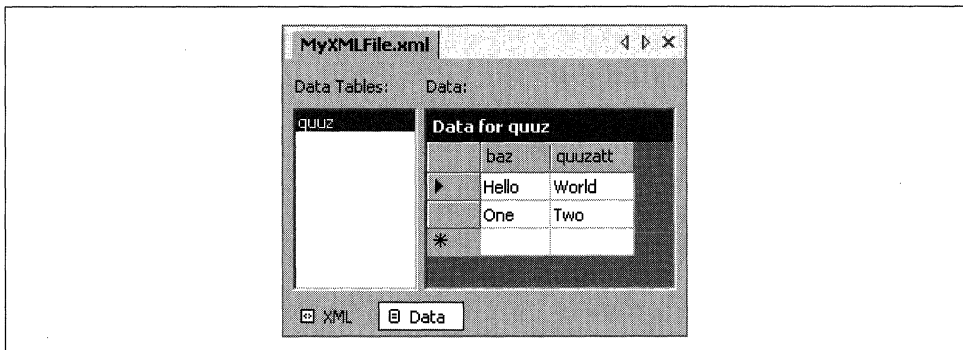 MyXMLFile.xml
Data Tables: Data:
quuz
Data for quuz
baz quuzatt
Hello World
One Two
XML Data